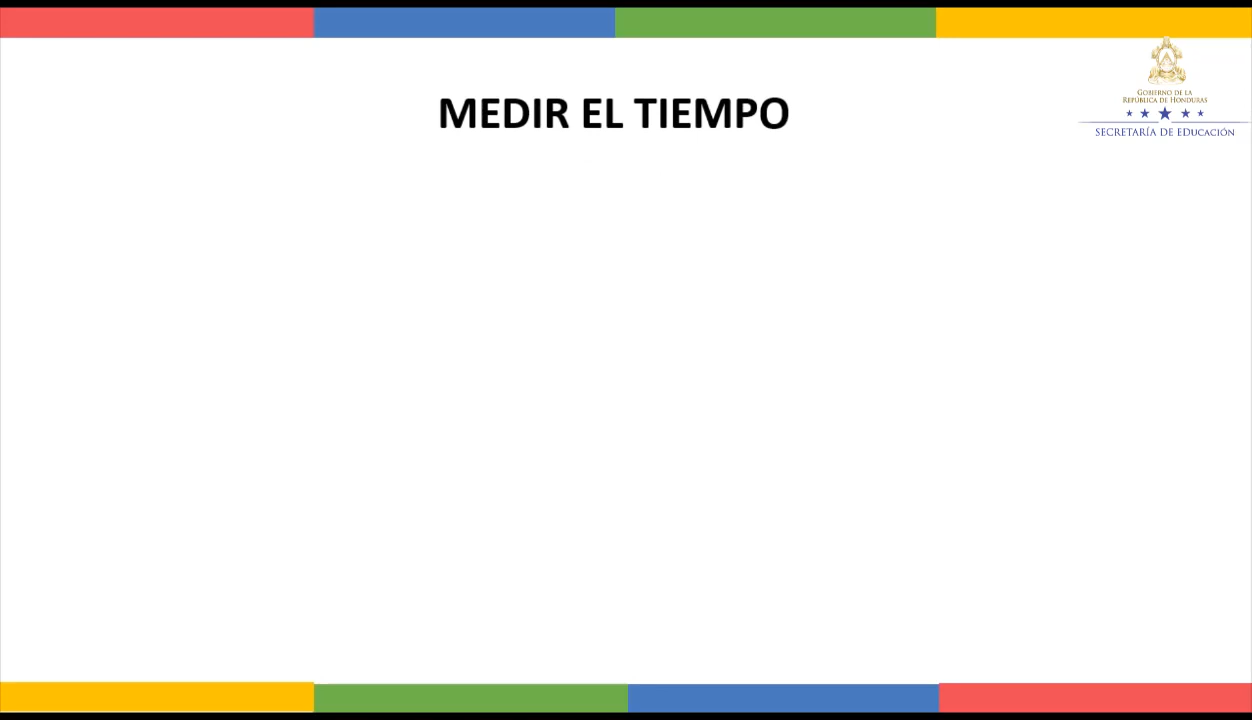 MEDIR EL TIEMPO
GOBIERNO DE LA
REPÚBLICA DE HONDURAS
SECRETARÍA DE EDUCACIÓN